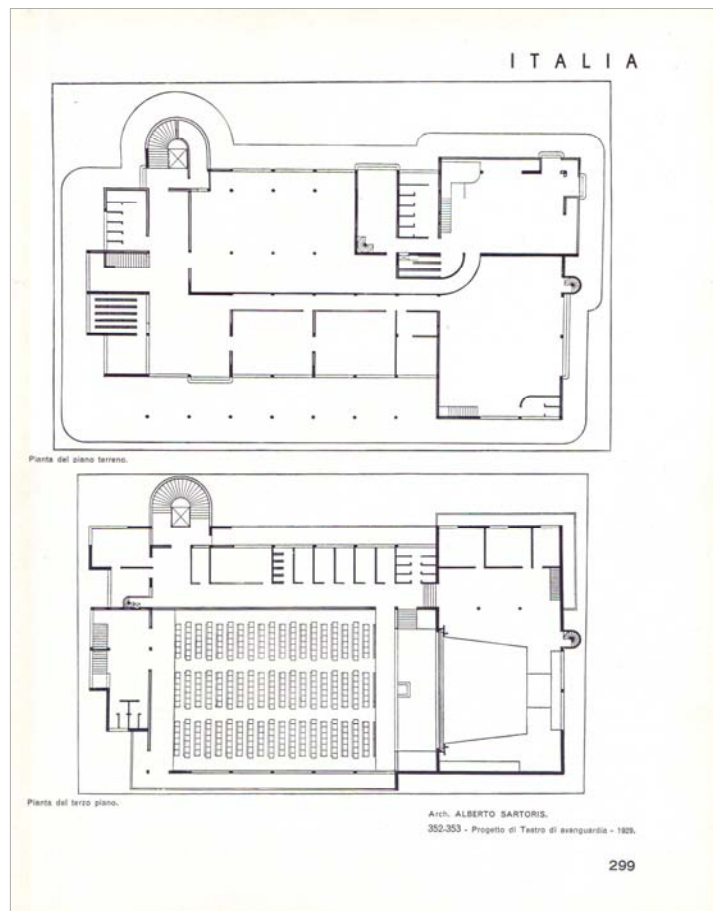 ITALIA
Pianta del piano terreno.
Pianta del terzo piano.
Arch. ALBERTO SARTORIS.
352-353 - Progetto di Teatro di avanguardia - 1929.
299